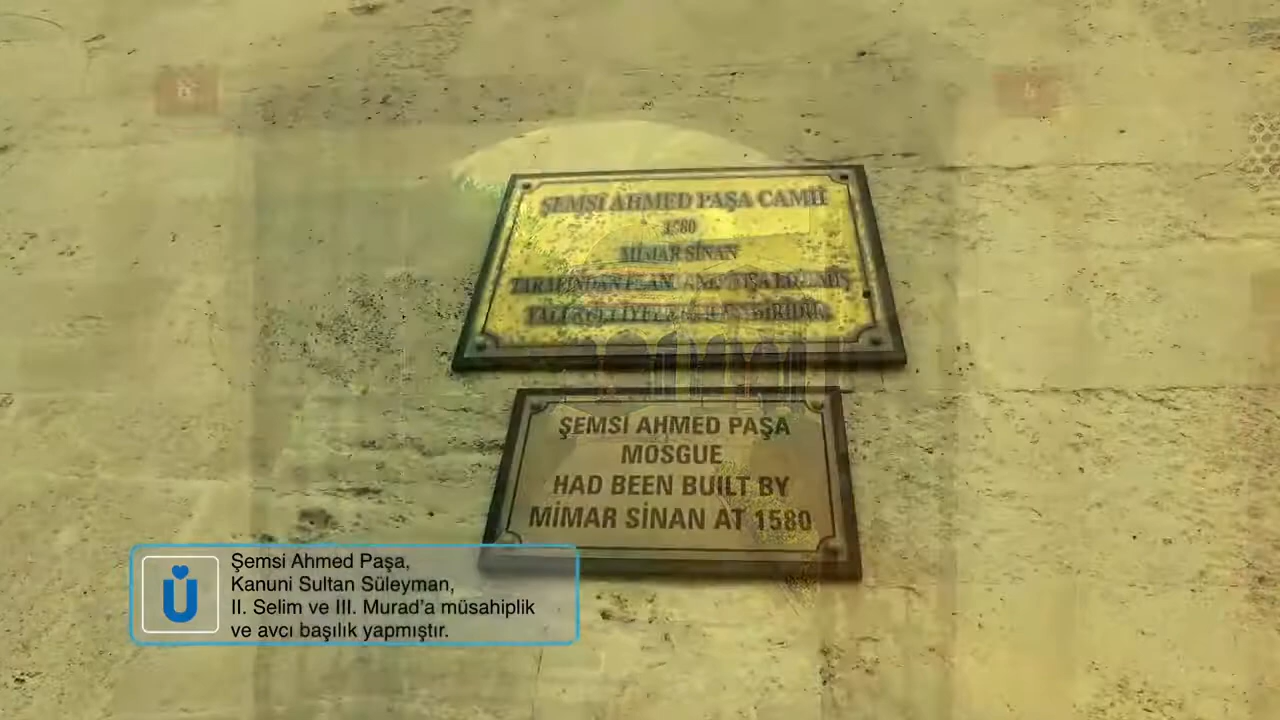 ŞEMSİ AHMED PAŞA CAMİİ
1580
MİMAR SİNAN
TARAFINDAN
ŞEMSİ AHMED PAŞA
MOSGUE
HAD BEEN BUILT BY
MİMAR SİNAN AT 1580
Ü
Şemsi Ahmed Paşa,
Kanuni Sultan Süleyman,
II. Selim ve III. Murad'a müsahiplik
ve avcı başılık yapmıştır.